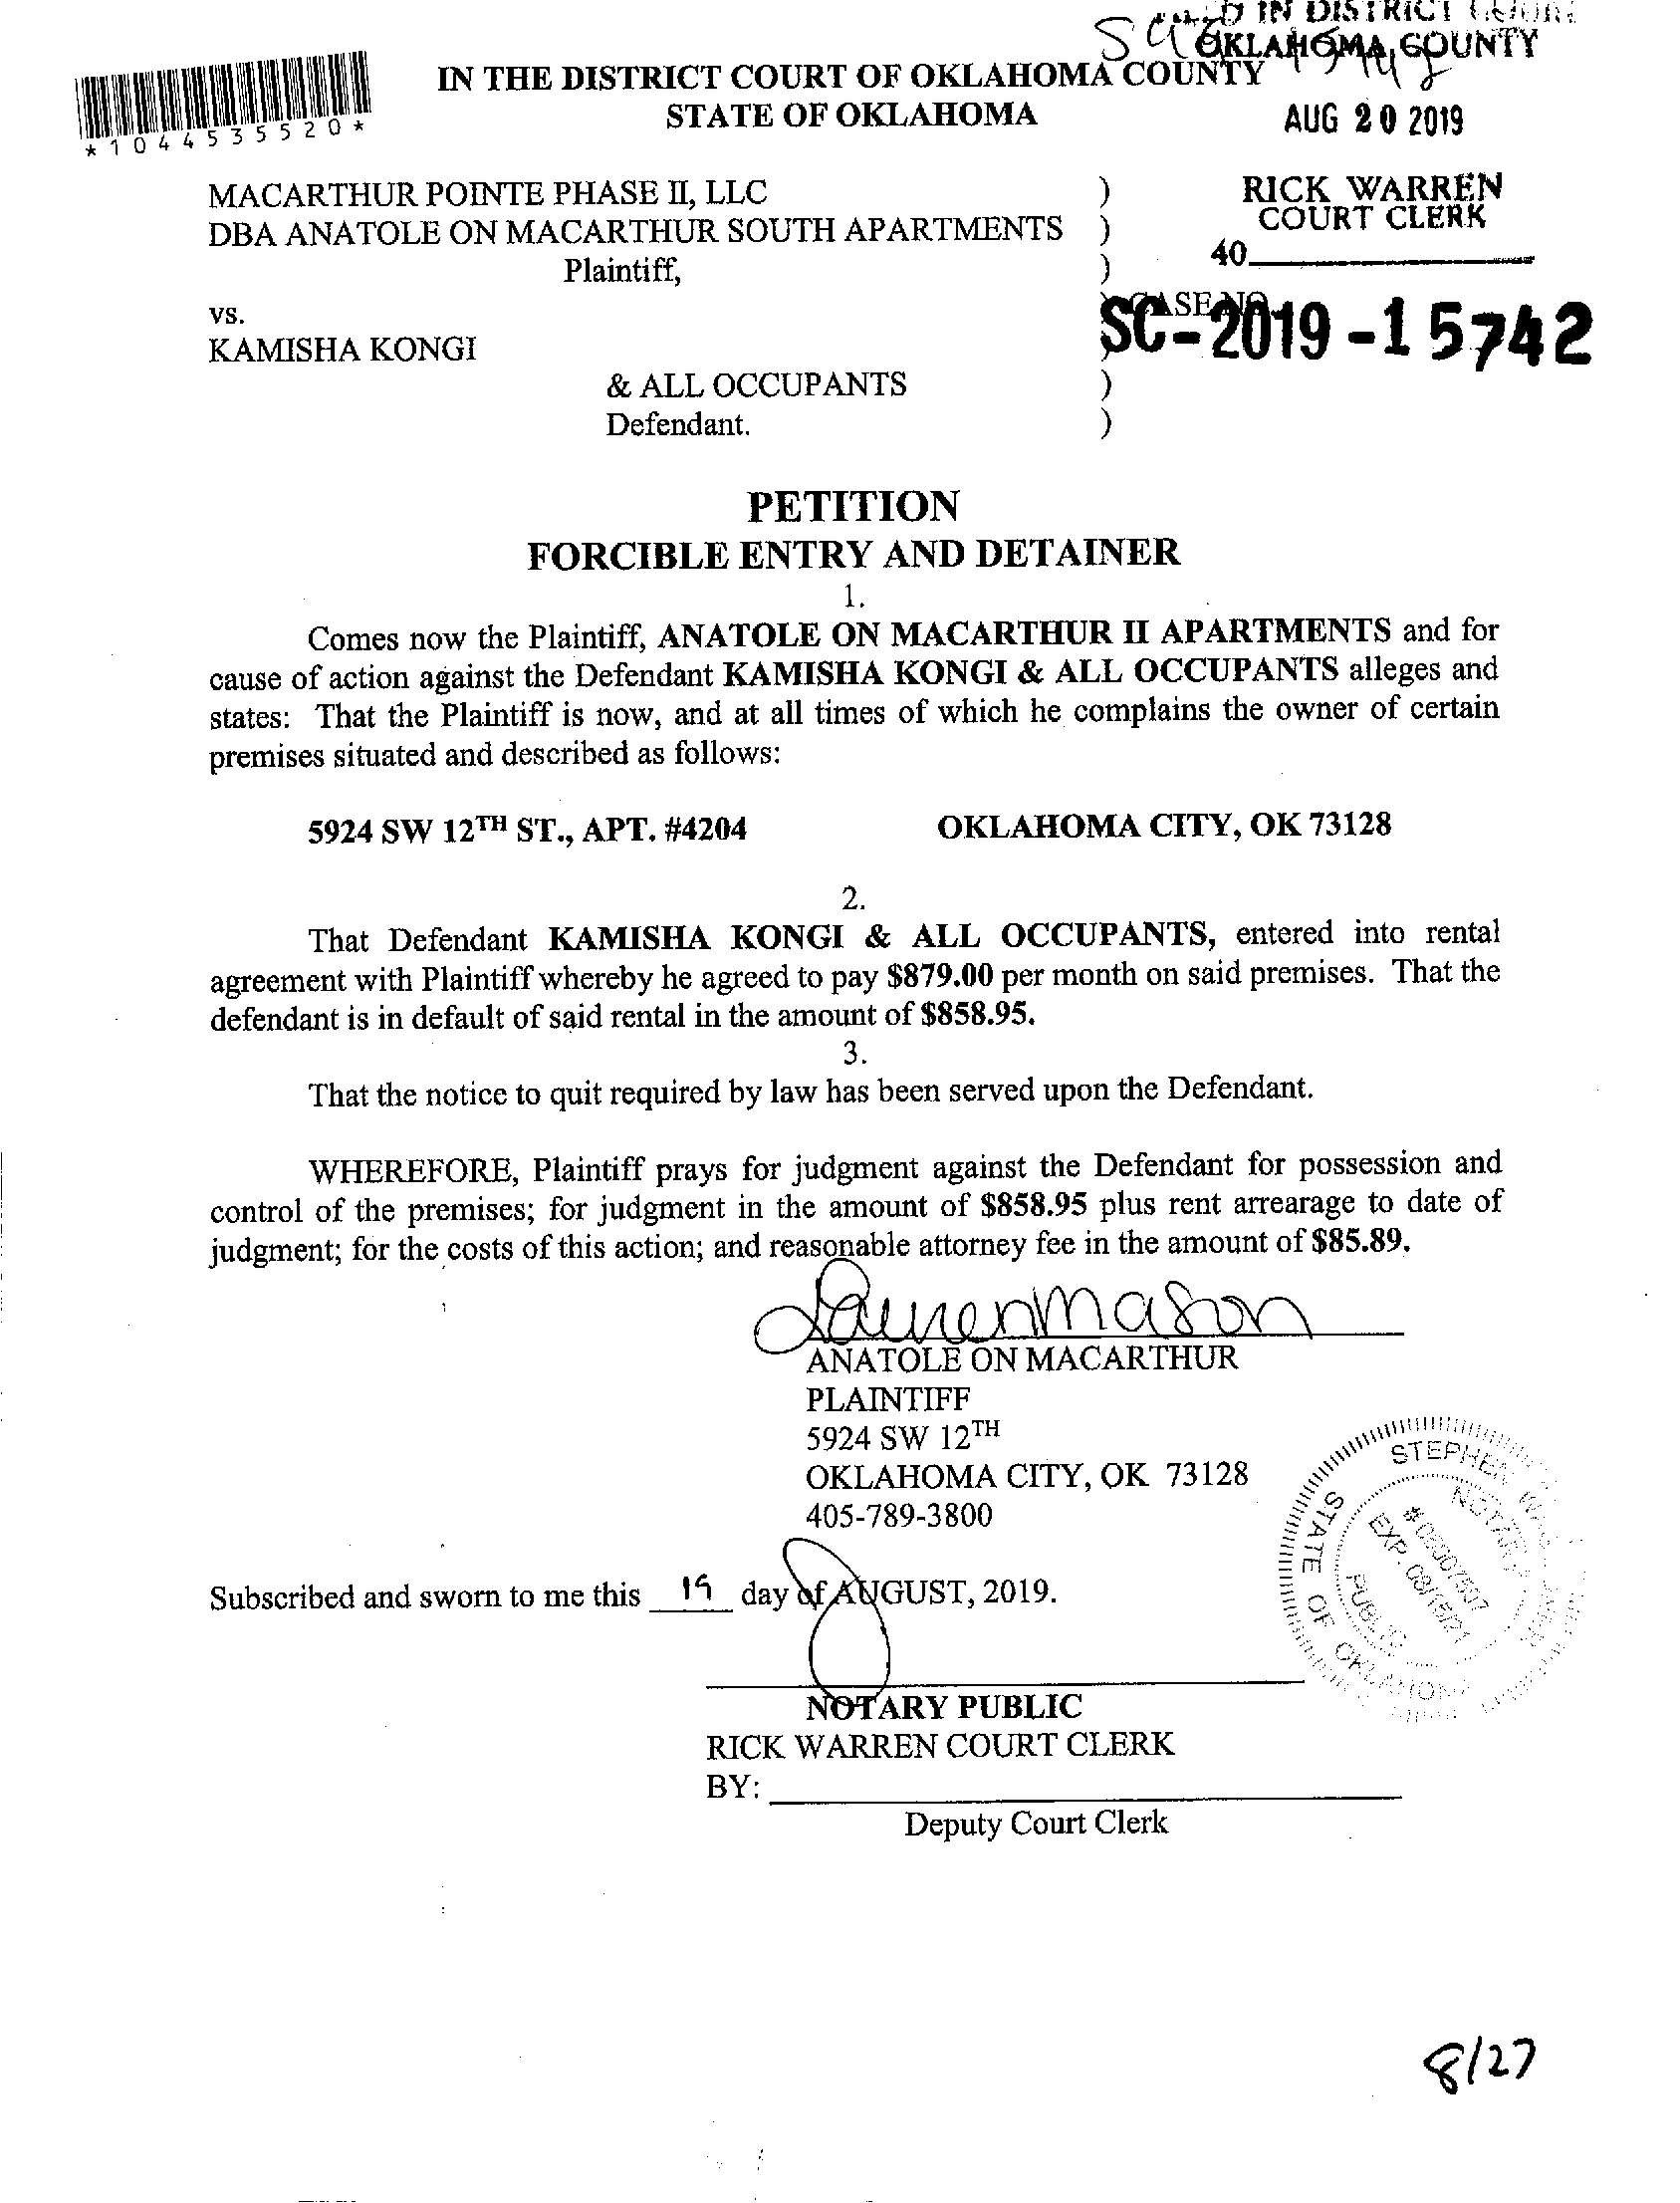 IN DISTRICT COURT
OKLAHOMA COUNTY
IN THE DISTRICT COURT OF OKLAHOMA COUNTY
STATE OF OKLAHOMA
AUG 20 2019
*1044535520*
MACARTHUR POINTE PHASE II, LLC )
RICK WARREN
DBA ANATOLE ON MACARTHUR SOUTH APARTMENTS )
COURT CLERK
Plaintiff, )
40
vs. ) CASE NO.
SC-2019-15742
KAMISHA KONGI )
& ALL OCCUPANTS )
Defendant. )
PETITION
FORCIBLE ENTRY AND DETAINER
1.
Comes now the Plaintiff, ANATOLE ON MACARTHUR II APARTMENTS and for
cause of action against the Defendant KAMISHA KONGI & ALL OCCUPANTS alleges and
states: That the Plaintiff is now, and at all times of which he complains the owner of certain
premises situated and described as follows:
5924 SW 12TH ST., APT. #4204 OKLAHOMA CITY, OK 73128
2.
That Defendant KAMISHA KONGI & ALL OCCUPANTS, entered into rental
agreement with Plaintiff whereby he agreed to pay $879.00 per month on said premises. That the
defendant is in default of said rental in the amount of $858.95.
3.
That the notice to quit required by law has been served upon the Defendant.
WHEREFORE, Plaintiff prays for judgment against the Defendant for possession and
control of the premises; for judgment in the amount of $858.95 plus rent arrearage to date of
judgment; for the costs of this action; and reasonable attorney fee in the amount of $85.89.
Lauren Mason
ANATOLE ON MACARTHUR
PLAINTIFF
5924 SW 12TH
OKLAHOMA CITY, OK 73128
405-789-3800
STEPHEN
NOTARY
PUBLIC
EXP. 08/15/21
STATE OF OKLAHOMA
Subscribed and sworn to me this 19 day of AUGUST, 2019.
NOTARY PUBLIC
RICK WARREN COURT CLERK
BY:
Deputy Court Clerk
8/27